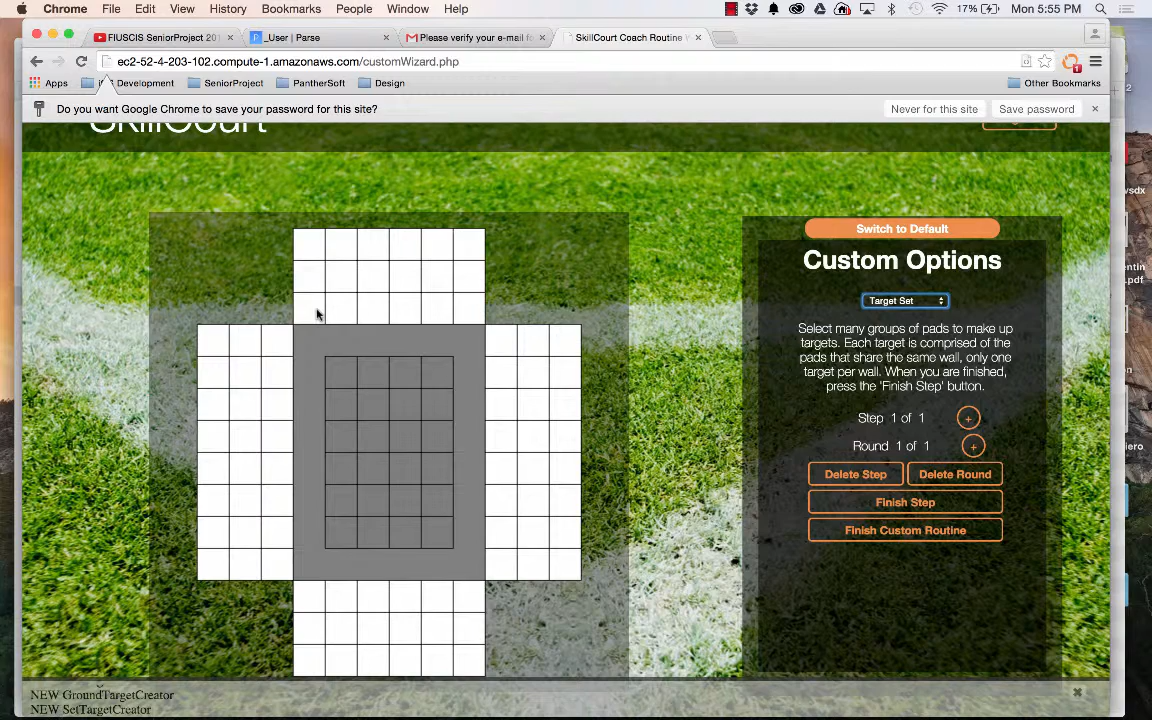 Chrome File Edit View History Bookmarks People Window Help 17% Mon 5:55 PM
FIUSCIS SeniorProject 201 _User | Parse Please verify your e-mail fo SkillCourt Coach Routine W
ec2-52-4-203-102.compute-1.amazonaws.com/customWizard.php
Apps Development SeniorProject PantherSoft Design Other Bookmarks
Do you want Google Chrome to save your password for this site? Never for this site Save password
SkillCourt
Switch to Default
Custom Options
Target Set
Select many groups of pads to make up
targets. Each target is comprised of the
pads that share the same wall, only one
target per wall. When you are finished,
press the 'Finish Step' button.
Step 1 of 1 +
Round 1 of 1 +
Delete Step Delete Round
Finish Step
Finish Custom Routine
NEW GroundTargetCreator
NEW SetTargetCreator